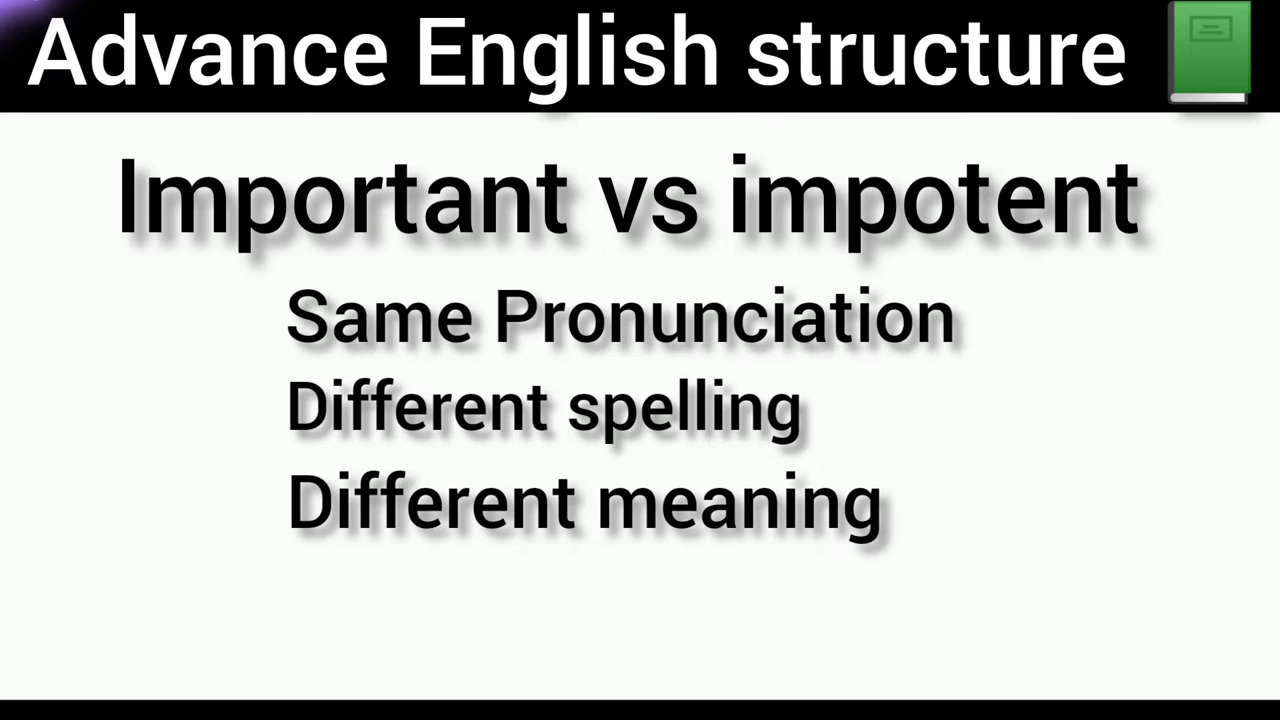 Advance English structure
Important vs impotent
Same Pronunciation
Different spelling
Different meaning